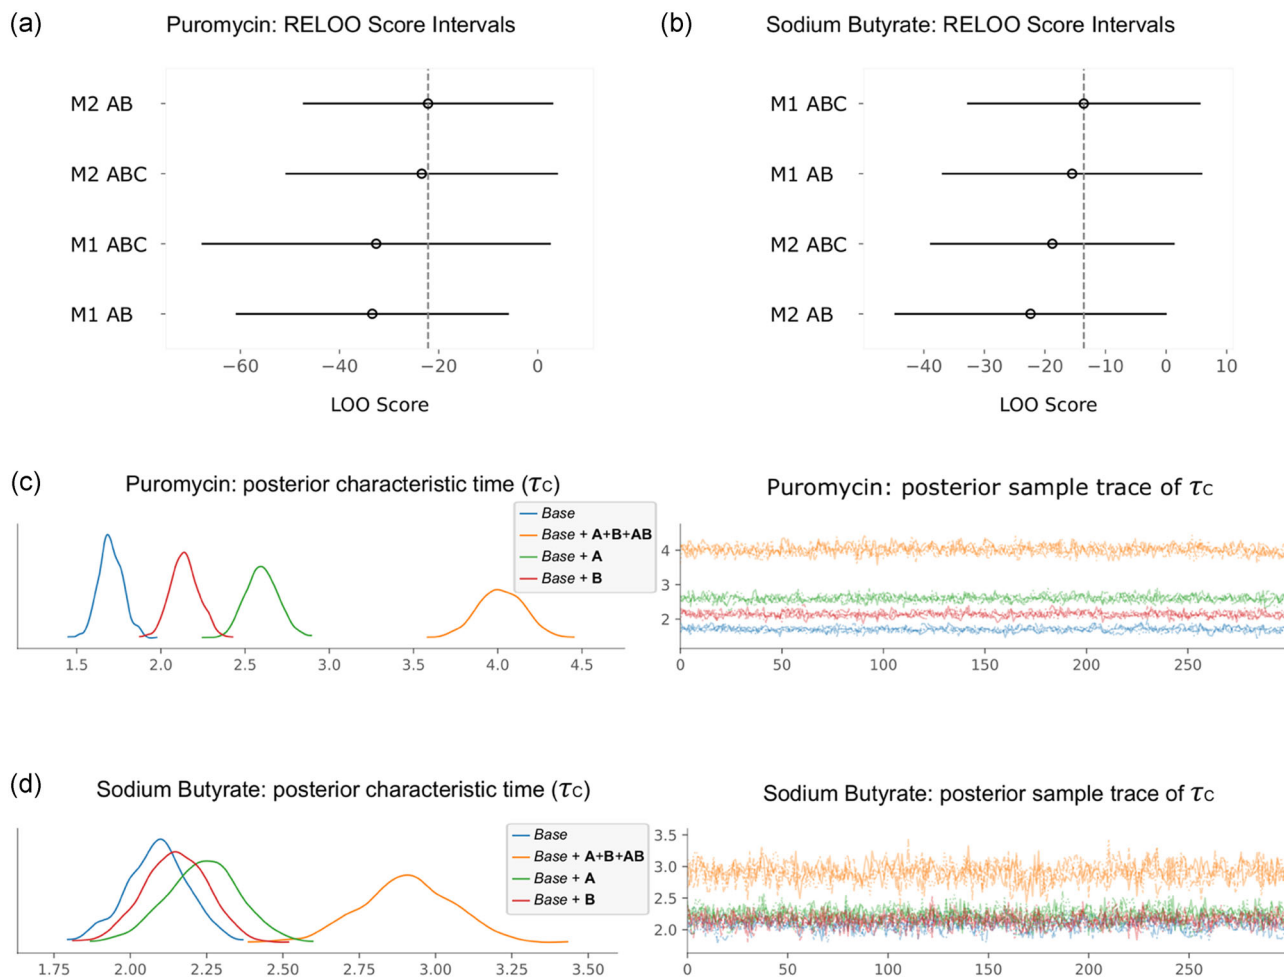 (a)
Puromycin: RELOO Score Intervals
M2 AB
M2 ABC
M1 ABC
M1 AB
−60 −40 −20 0
LOO Score
(b)
Sodium Butyrate: RELOO Score Intervals
M1 ABC
M1 AB
M2 ABC
M2 AB
−40 −30 −20 −10 0 10
LOO Score
(c)
Puromycin: posterior characteristic time (τC)
Base
Base + A+B+AB
Base + A
Base + B
1.5 2.0 2.5 3.0 3.5 4.0 4.5
Puromycin: posterior sample trace of τC
4
3
2
0 50 100 150 200 250
(d)
Sodium Butyrate: posterior characteristic time (τC)
Base
Base + A+B+AB
Base + A
Base + B
1.75 2.00 2.25 2.50 2.75 3.00 3.25 3.50
Sodium Butyrate: posterior sample trace of τC
3.5
3.0
2.5
2.0
0 50 100 150 200 250